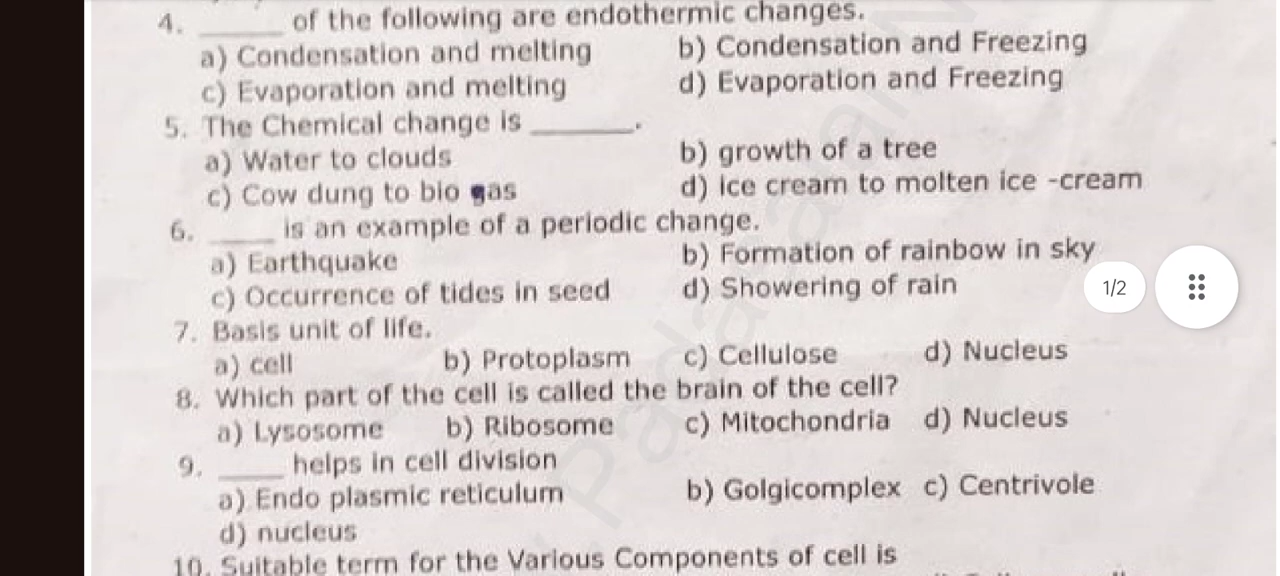 4. _____ of the following are endothermic changes.
a) Condensation and melting b) Condensation and Freezing
c) Evaporation and melting d) Evaporation and Freezing
5. The Chemical change is _______.
a) Water to clouds b) growth of a tree
c) Cow dung to bio gas d) ice cream to molten ice -cream
6. ____ is an example of a periodic change.
a) Earthquake b) Formation of rainbow in sky
c) Occurrence of tides in seed d) Showering of rain
1/2
7. Basis unit of life.
a) cell b) Protoplasm c) Cellulose d) Nucleus
8. Which part of the cell is called the brain of the cell?
a) Lysosome b) Ribosome c) Mitochondria d) Nucleus
9. ____ helps in cell division
a) Endo plasmic reticulum b) Golgicomplex c) Centrivole
d) nucleus
10. Suitable term for the Various Components of cell is